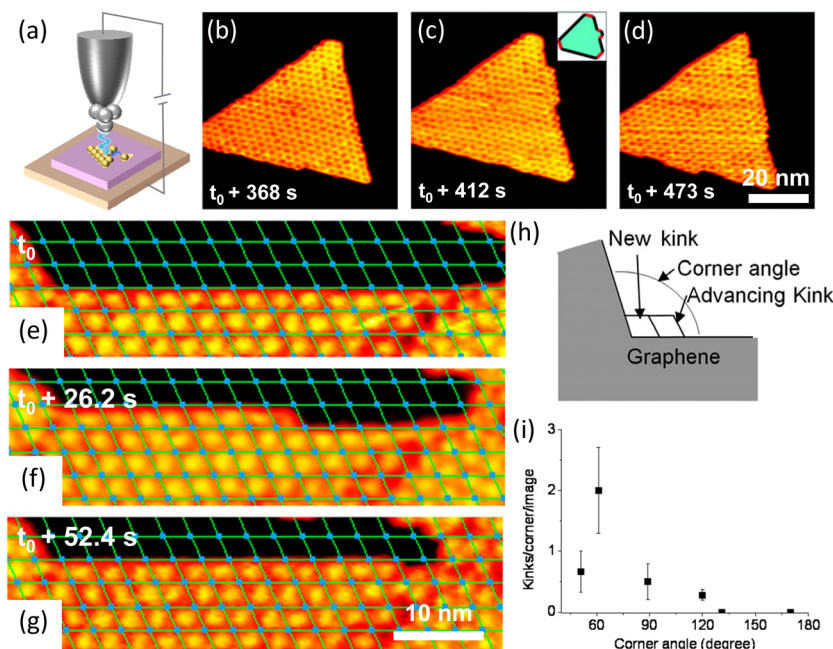 (a)
(b)
(c)
(d)
t₀ + 368 s
t₀ + 412 s
t₀ + 473 s
20 nm
t₀
(e)
t₀ + 26.2 s
(f)
t₀ + 52.4 s
(g)
10 nm
(h)
New kink
Corner angle
Advancing Kink
Graphene
(i)
Kinks/corner/image
3
2
1
0
60
90
120
150
180
Corner angle (degree)